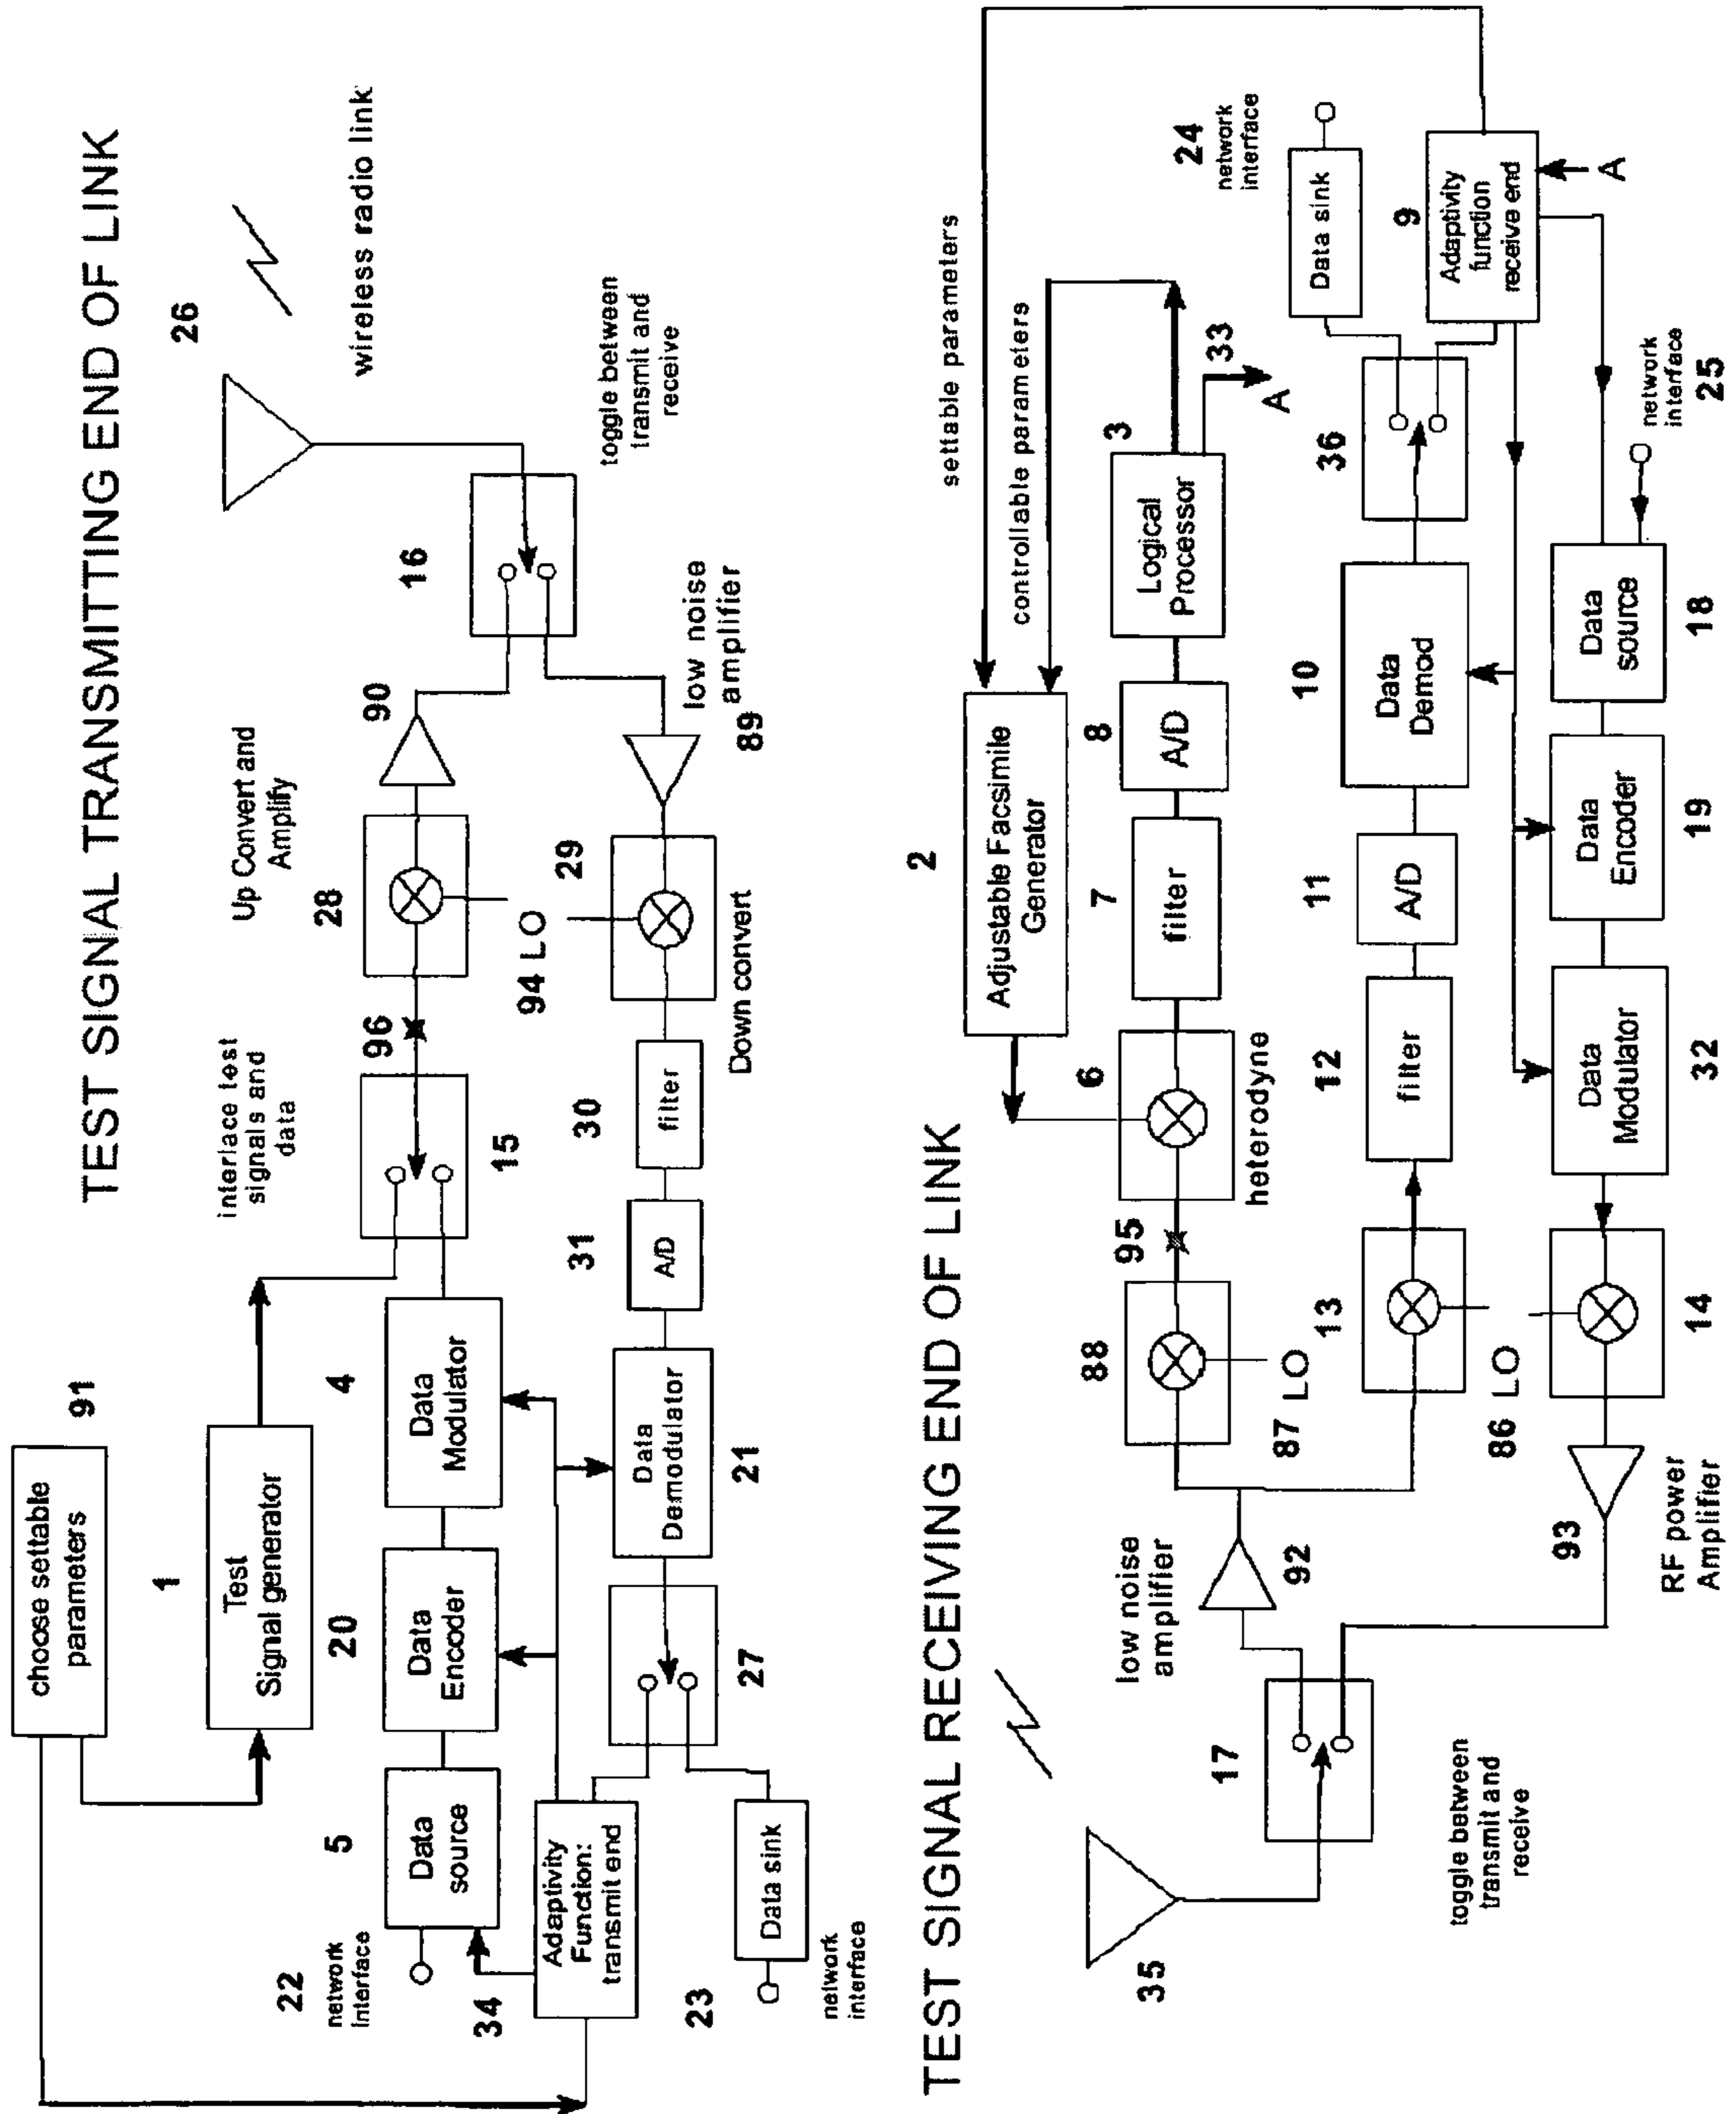 TEST SIGNAL TRANSMITTING END OF LINK
91
choose settable
parameters
1
Test
Signal generator
interlace test
signals and
data
96
Up Convert and
Amplify
28
90
16
26
wireless radio link
toggle between
transmit and
receive
22
network
interface
5
Data
source
20
Data
Encoder
4
Data
Modulator
15
94 LO
29
low noise
amplifier
89
34
Adaptivity
Function:
transmit end
27
Data
Demodulator
21
31
A/D
30
filter
Down convert
23
network
interface
Data sink
TEST SIGNAL RECEIVING END OF LINK
settable parameters
2
Adjustable Facsimile
Generator
controllable parameters
35
17
toggle between
transmit and
receive
low noise
amplifier
92
88
87 LO
95
6
heterodyne
7
filter
8
A/D
3
Logical
Processor
33
A
24
network
interface
Data sink
13
12
filter
11
A/D
10
Data
Demod
36
9
Adaptivity
function
receive end
A
86 LO
93
RF power
Amplifier
14
Data
Modulator
32
Data
Encoder
19
Data
source
18
network
interface
25